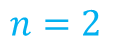 n = 2